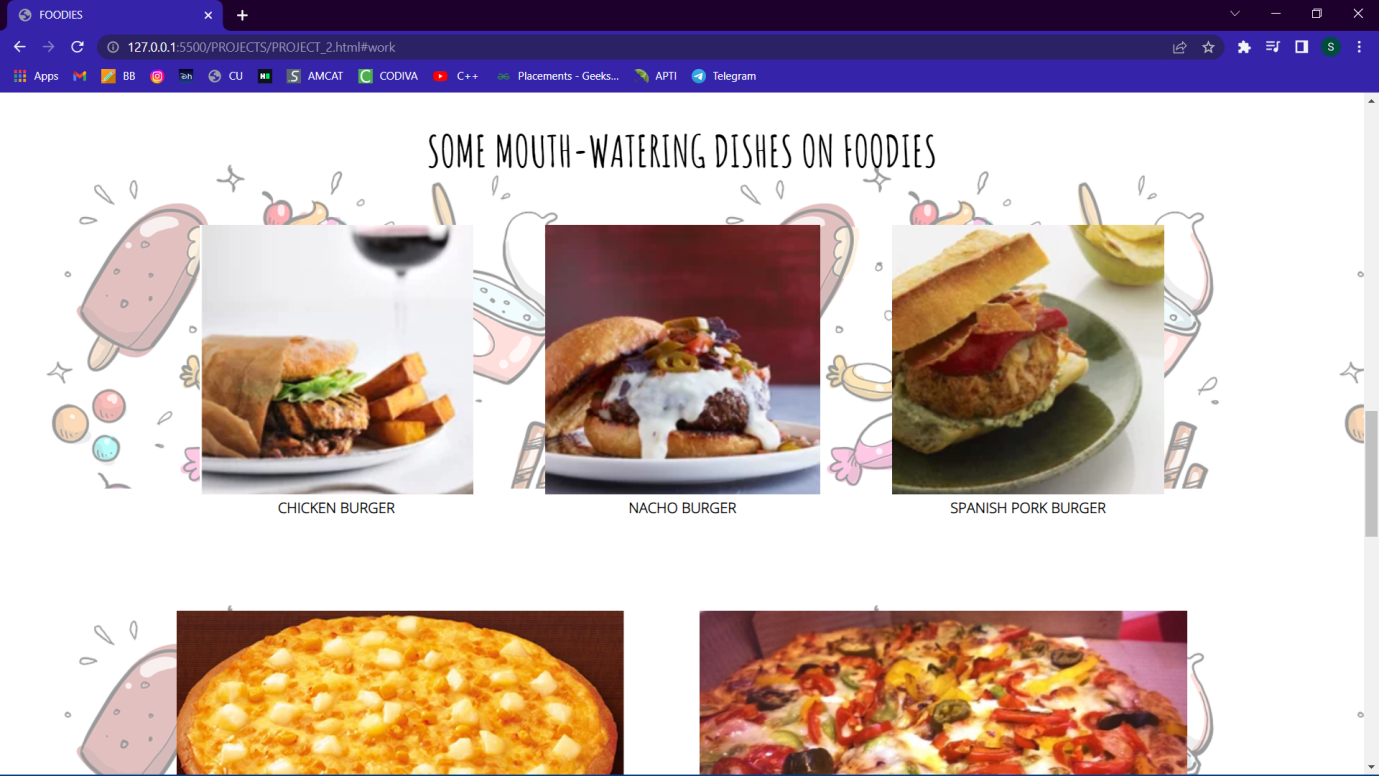 FOODIES
127.0.0.1:5500/PROJECTS/PROJECT_2.html#work
S
Apps BB CU AMCAT CODIVA C++ Placements - Geeks... APTI Telegram
SOME MOUTH-WATERING DISHES ON FOODIES
CHICKEN BURGER NACHO BURGER SPANISH PORK BURGER